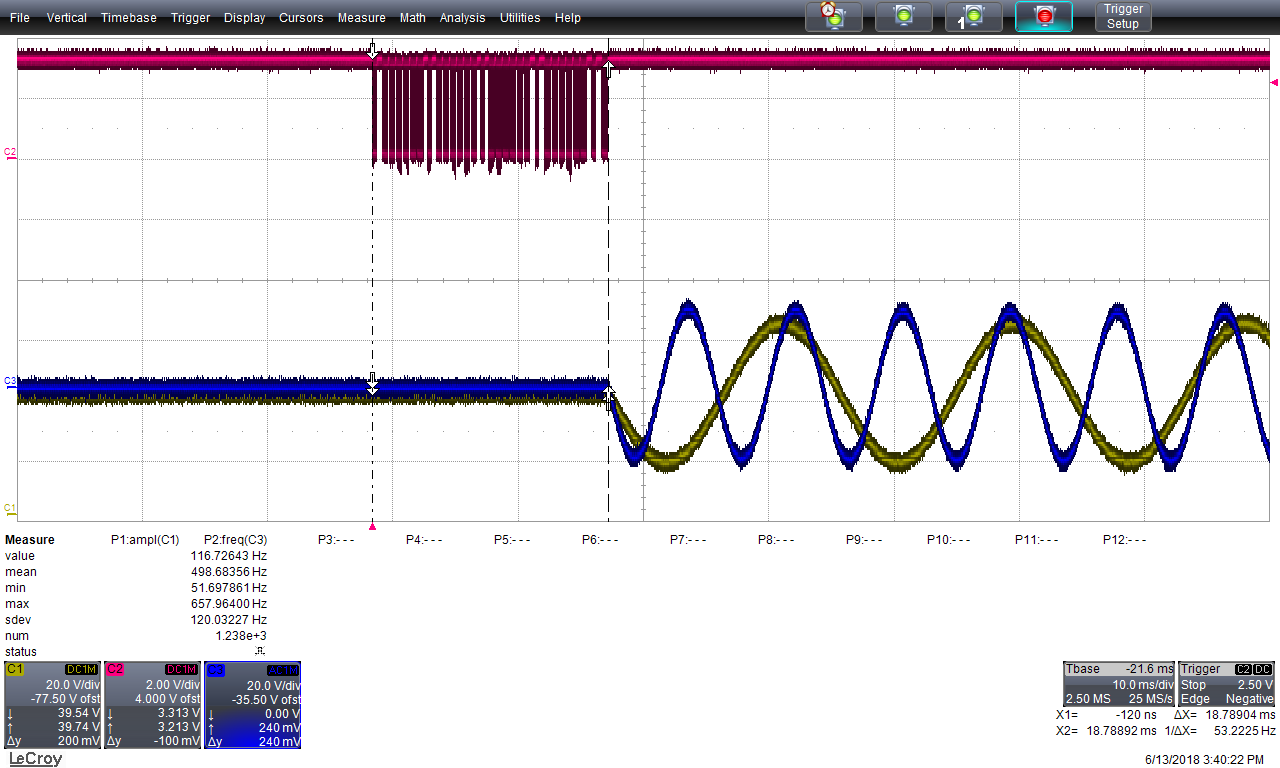 File Vertical Timebase Trigger Display Cursors Measure Math Analysis Utilities Help
1
Trigger
Setup
C2
C3
C1
Measure P1:ampl(C1) P2:freq(C3) P3:- - - P4:- - - P5:- - - P6:- - - P7:- - - P8:- - - P9:- - - P10:- - - P11:- - - P12:- - -
value 116.72643 Hz
mean 498.68356 Hz
min 51.697861 Hz
max 657.96400 Hz
sdev 120.03227 Hz
num 1.238e+3
status
C1 DC1M
20.0 V/div
-77.50 V ofst
↓ 39.54 V
↑ 39.74 V
Δy 200 mV
C2 DC1M
2.00 V/div
4.000 V ofst
↓ 3.313 V
↑ 3.213 V
Δy -100 mV
C3 AC1M
20.0 V/div
-35.50 V ofst
↓ 0.00 V
↑ 240 mV
Δy 240 mV
Tbase -21.6 ms
10.0 ms/div
2.50 MS 25 MS/s
Trigger C2 DC
Stop 2.50 V
Edge Negative
X1= -120 ns ΔX= 18.78904 ms
X2= 18.78892 ms 1/ΔX= 53.2225 Hz
LeCroy
6/13/2018 3:40:22 PM